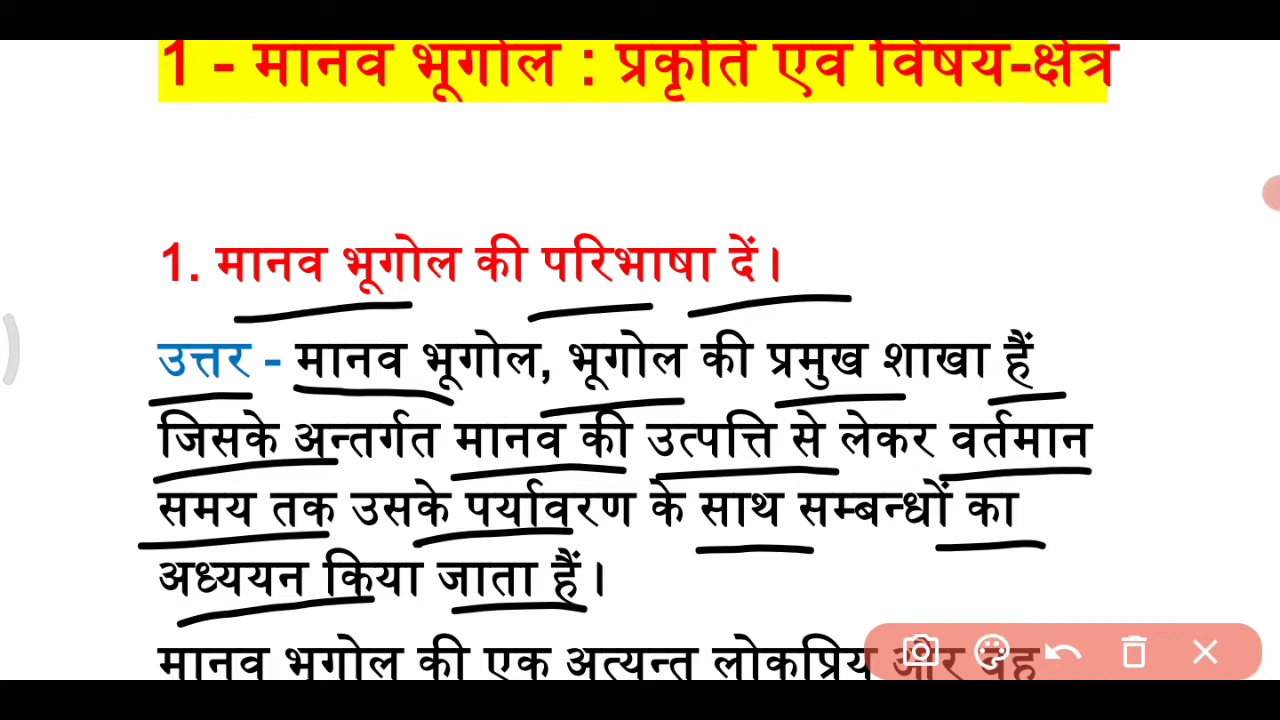 1 - मानव भूगोल : प्रकृति एवं विषय-क्षेत्र
1. मानव भूगोल की परिभाषा दें।
उत्तर - मानव भूगोल, भूगोल की प्रमुख शाखा हैं
जिसके अन्तर्गत मानव की उत्पत्ति से लेकर वर्तमान
समय तक उसके पर्यावरण के साथ सम्बन्धों का
अध्ययन किया जाता हैं।
मानव भूगोल की एक अत्यन्त लोकप्रिय और